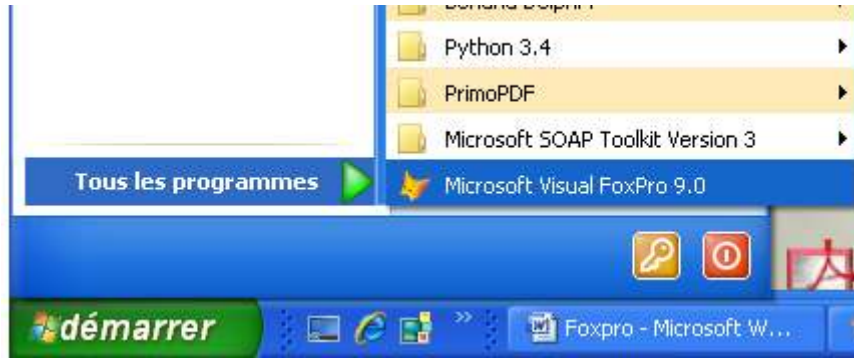 Python 3.4
PrimoPDF
Microsoft SOAP Toolkit Version 3
Tous les programmes
Microsoft Visual FoxPro 9.0
démarrer
Foxpro - Microsoft W...